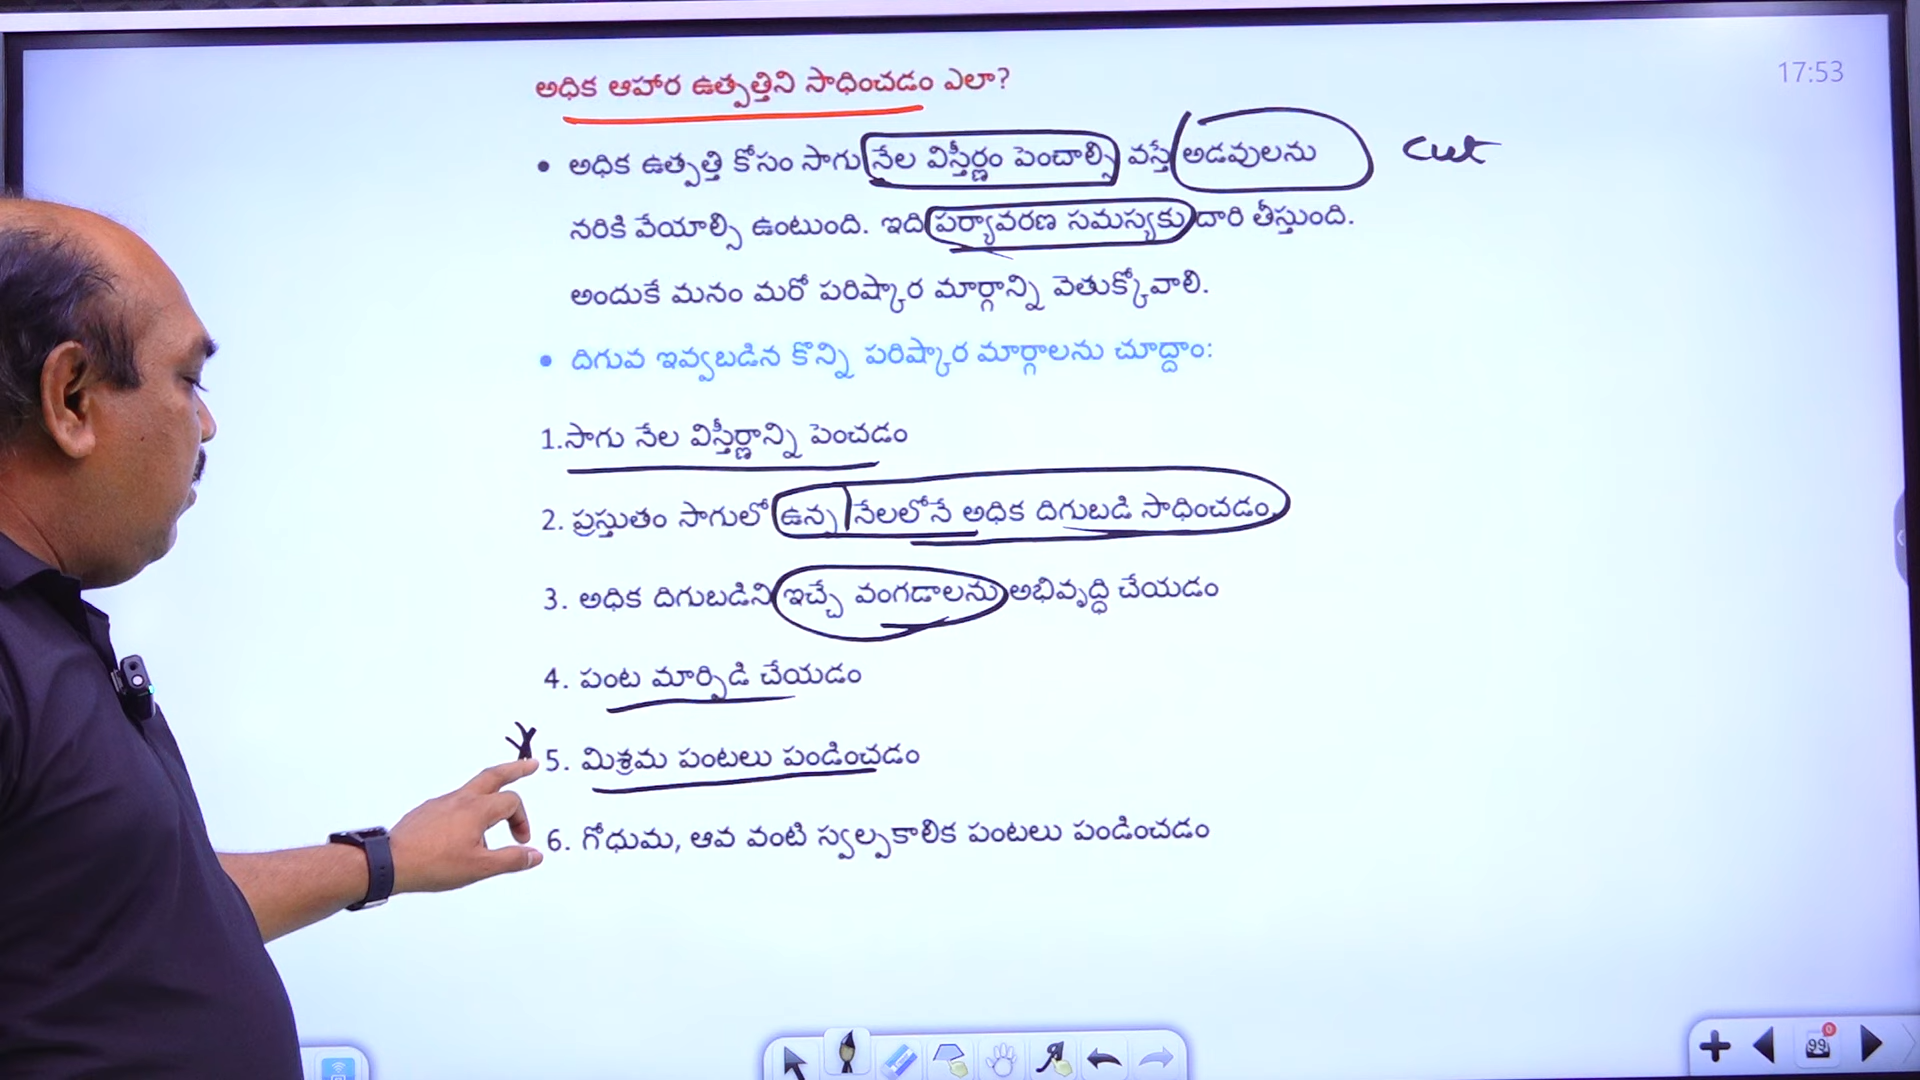 17:53
అధిక ఆహార ఉత్పత్తిని సాధించడం ఎలా?
• అధిక ఉత్పత్తి కోసం సాగు నేల విస్తీర్ణం పెంచాల్సి వస్తే అడవులను cut
నరికి వేయాల్సి ఉంటుంది. ఇది పర్యావరణ సమస్యకు దారి తీస్తుంది.
అందుకే మనం మరో పరిష్కార మార్గాన్ని వెతుక్కోవాలి.
• దిగువ ఇవ్వబడిన కొన్ని పరిష్కార మార్గాలను చూద్దాం:
1.సాగు నేల విస్తీర్ణాన్ని పెంచడం
2. ప్రస్తుతం సాగులో ఉన్న నేలలోనే అధిక దిగుబడి సాధించడం.
3. అధిక దిగుబడిని ఇచ్చే వంగడాలను అభివృద్ధి చేయడం
4. పంట మార్పిడి చేయడం
5. మిశ్రమ పంటలు పండించడం
6. గోధుమ, ఆవ వంటి స్వల్పకాలిక పంటలు పండించడం
99
0